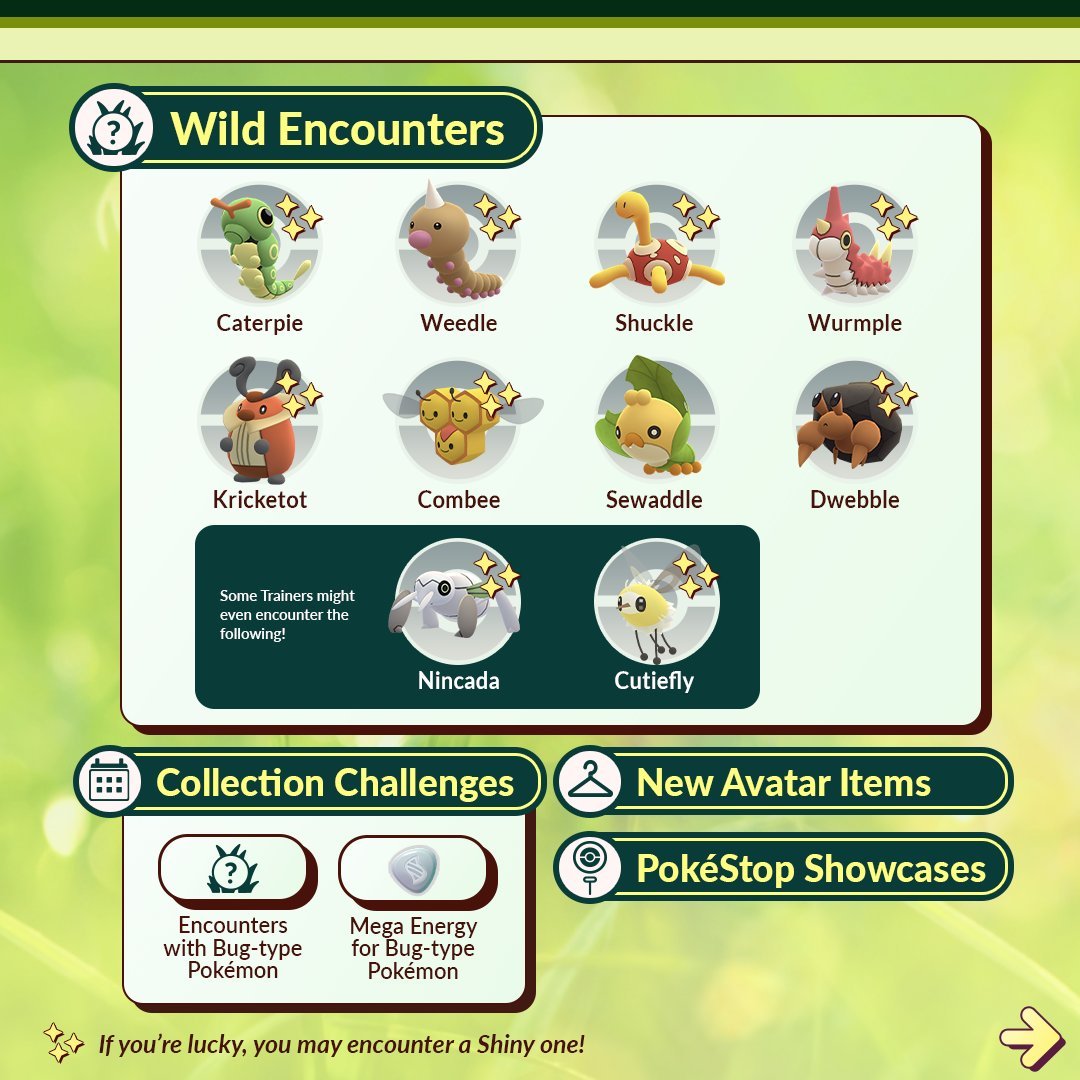 Wild Encounters
Caterpie
Weedle
Shuckle
Wurmple
Kricketot
Combee
Sewaddle
Dwebble
Some Trainers might
even encounter the
following!
Nincada
Cutiefly
Collection Challenges
Encounters
with Bug-type
Pokémon
Mega Energy
for Bug-type
Pokémon
New Avatar Items
PokéStop Showcases
If you're lucky, you may encounter a Shiny one!